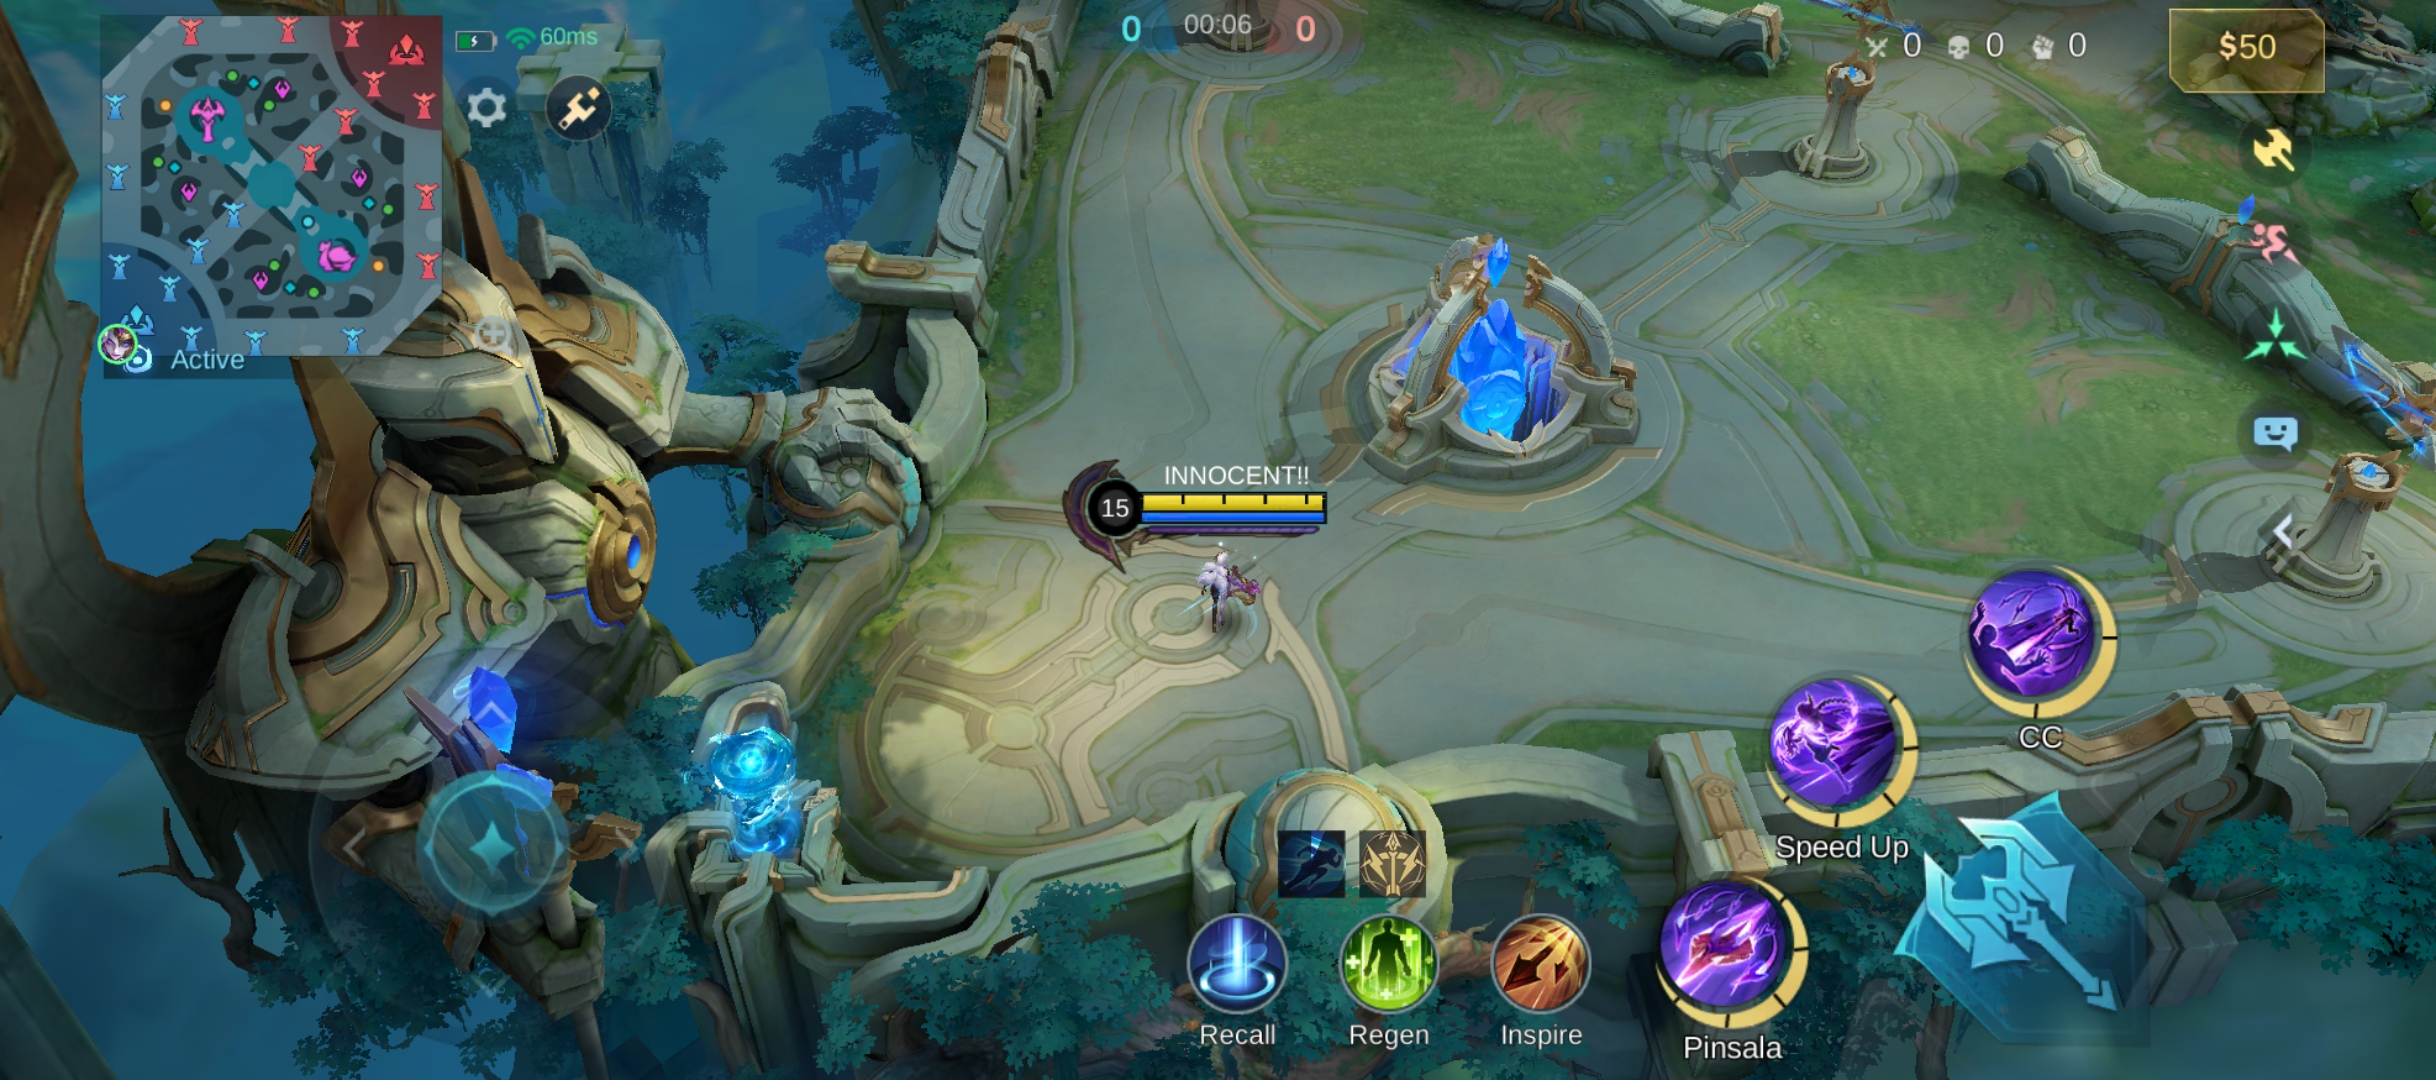 60ms
0 00:06 0
0 0 0
$50
Active
INNOCENT!!
15
CC
Speed Up
Recall
Regen
Inspire
Pinsala